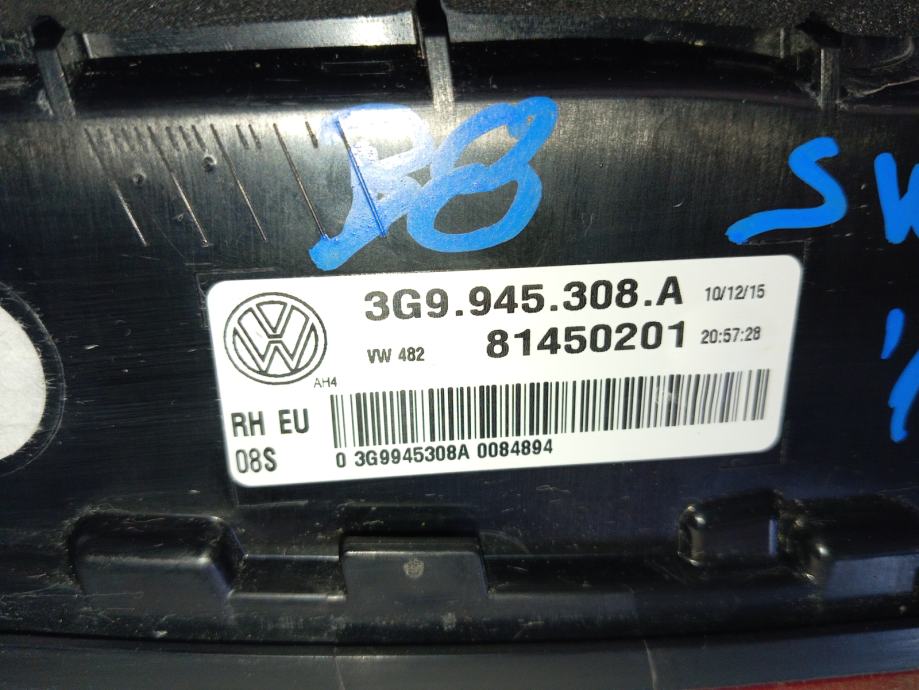 B8
SW
3G9.945.308.A 10/12/15
VW 482 81450201 20:57:28
AH4
RH EU
08S
0 3G9945308A 0084894